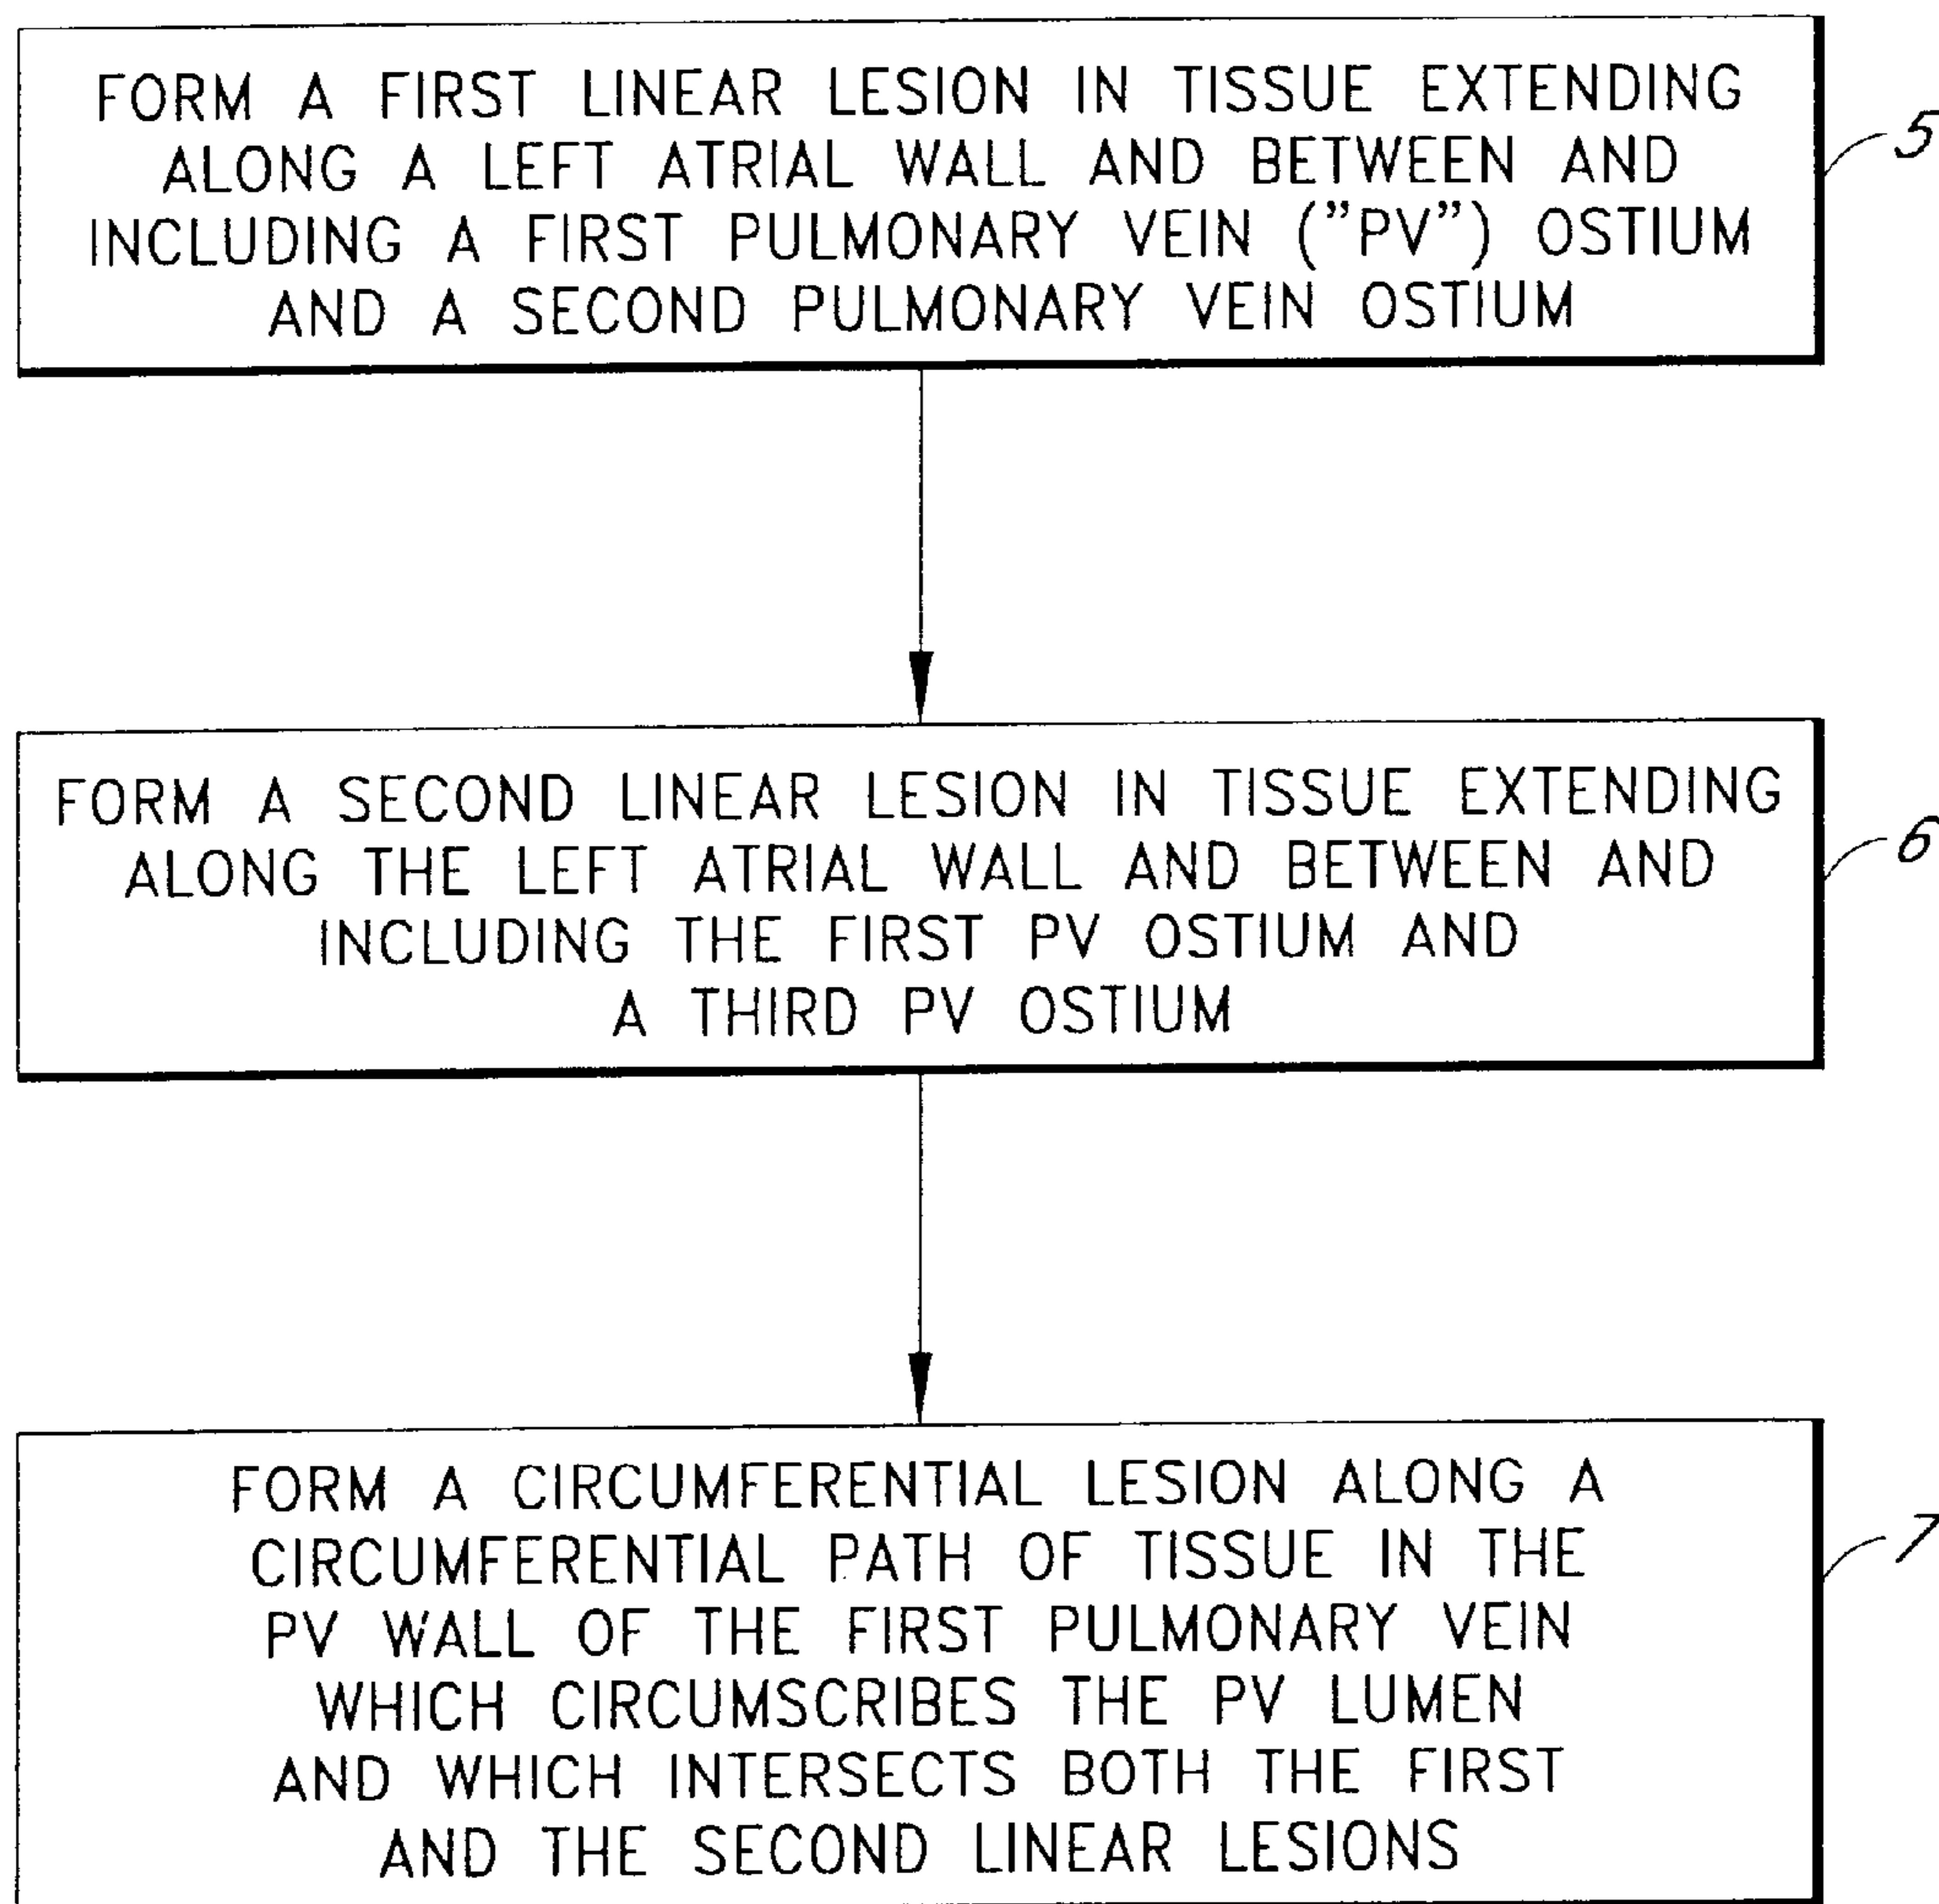 FORM A FIRST LINEAR LESION IN TISSUE EXTENDING
ALONG A LEFT ATRIAL WALL AND BETWEEN AND
INCLUDING A FIRST PULMONARY VEIN ("PV") OSTIUM
AND A SECOND PULMONARY VEIN OSTIUM
5
FORM A SECOND LINEAR LESION IN TISSUE EXTENDING
ALONG THE LEFT ATRIAL WALL AND BETWEEN AND
INCLUDING THE FIRST PV OSTIUM AND
A THIRD PV OSTIUM
6
FORM A CIRCUMFERENTIAL LESION ALONG A
CIRCUMFERENTIAL PATH OF TISSUE IN THE
PV WALL OF THE FIRST PULMONARY VEIN
WHICH CIRCUMSCRIBES THE PV LUMEN
AND WHICH INTERSECTS BOTH THE FIRST
AND THE SECOND LINEAR LESIONS
7